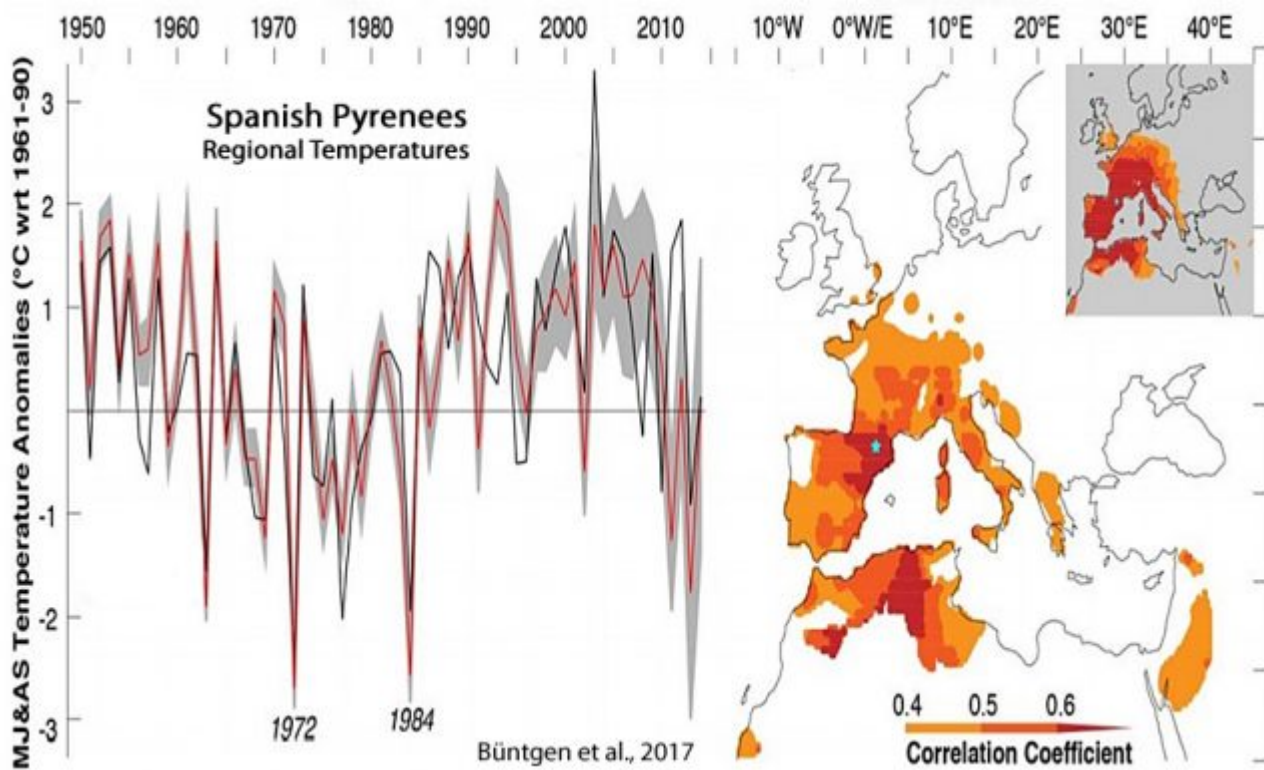 1950 1960 1970 1980 1990 2000 2010
10°W 0°W/E 10°E 20°E 30°E 40°E
MJ&AS Temperature Anomalies (°C wrt 1961-90)
3
2
1
-1
-2
-3
Spanish Pyrenees
Regional Temperatures
1972
1984
Büntgen et al., 2017
0.4 0.5 0.6
Correlation Coefficient